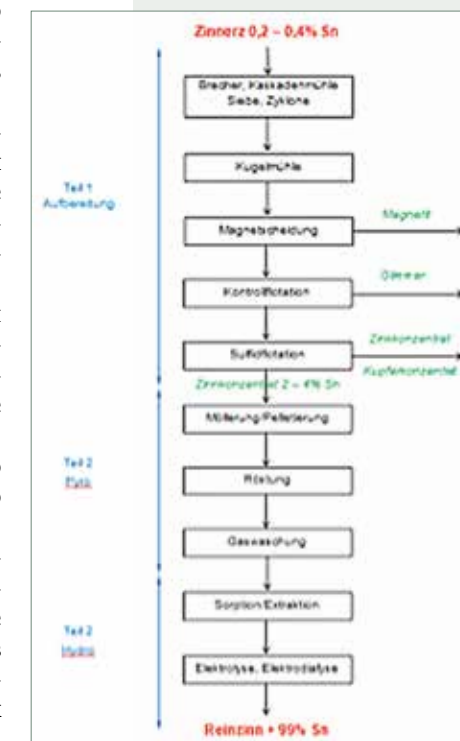 Zinnerz 0,2 – 0,4% Sn
Brecher, Kaskadenmühle
Siebe, Zyklone
Kugelmühle
Teil 1
Aufbereitung
Magnetscheidung
Magnetit
Kontrollflotation
Glimmer
Sulfidflotation
Zinkkonzentrat
Kupferkonzentrat
Zinnkonzentrat 2 – 4% Sn
Möllerung/Pelletierung
Teil 2
Pyro
Röstung
Gaswaschung
Sorption/Extraktion
Teil 2
Hydro
Elektrolyse, Elektrodialyse
Reinzinn + 99% Sn